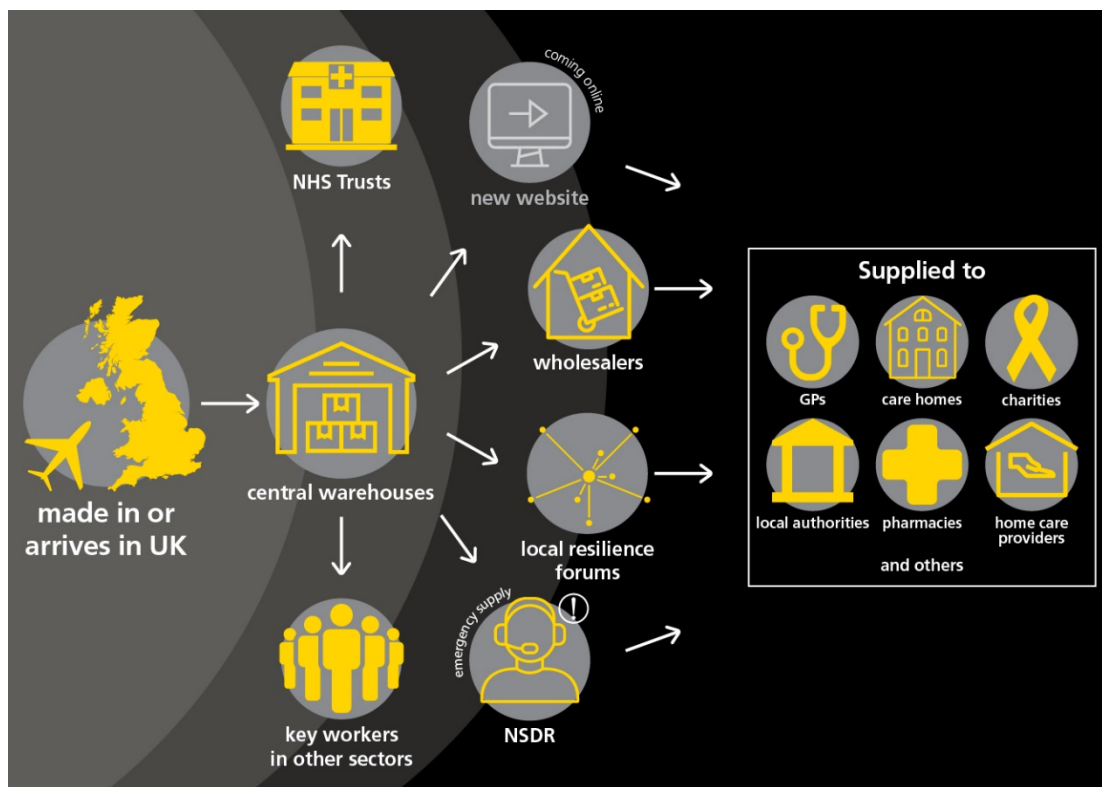 NHS Trusts
coming online
new website
wholesalers
made in or
arrives in UK
central warehouses
local resilience
forums
key workers
in other sectors
emergency supply
!
NSDR
Supplied to
GPs
care homes
charities
local authorities
pharmacies
home care
providers
and others